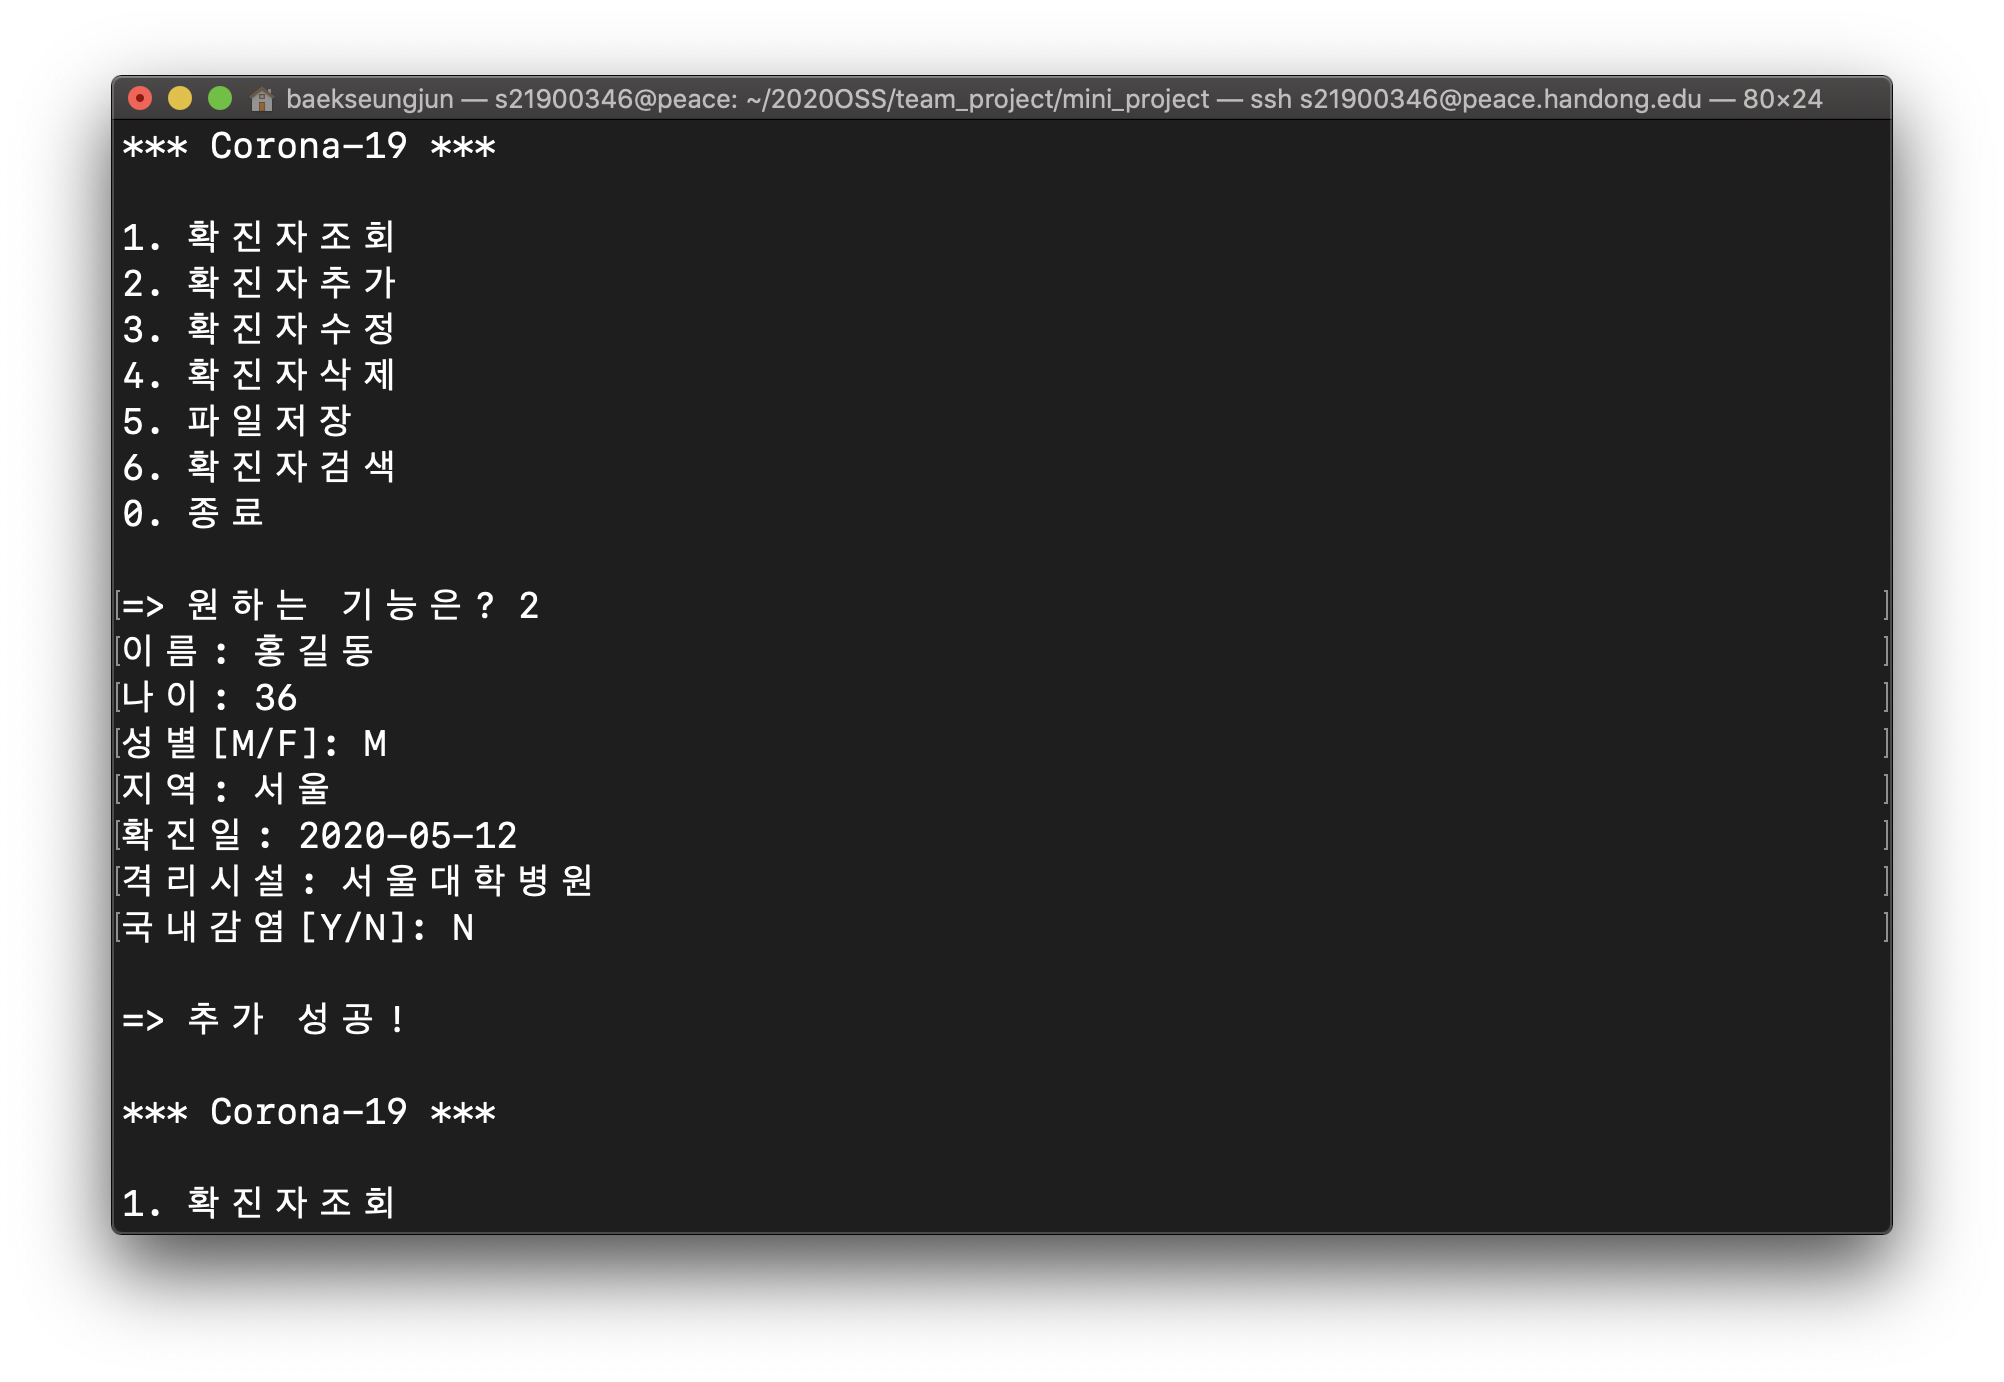 baekseungjun — s21900346@peace: ~/2020OSS/team_project/mini_project — ssh s21900346@peace.handong.edu — 80×24
*** Corona-19 ***
1. 확진자조회
2. 확진자추가
3. 확진자수정
4. 확진자삭제
5. 파일저장
6. 확진자검색
0. 종료
=> 원하는 기능은? 2
이름: 홍길동
나이: 36
성별[M/F]: M
지역: 서울
확진일: 2020-05-12
격리시설: 서울대학병원
국내감염[Y/N]: N
=> 추가 성공!
*** Corona-19 ***
1. 확진자조회